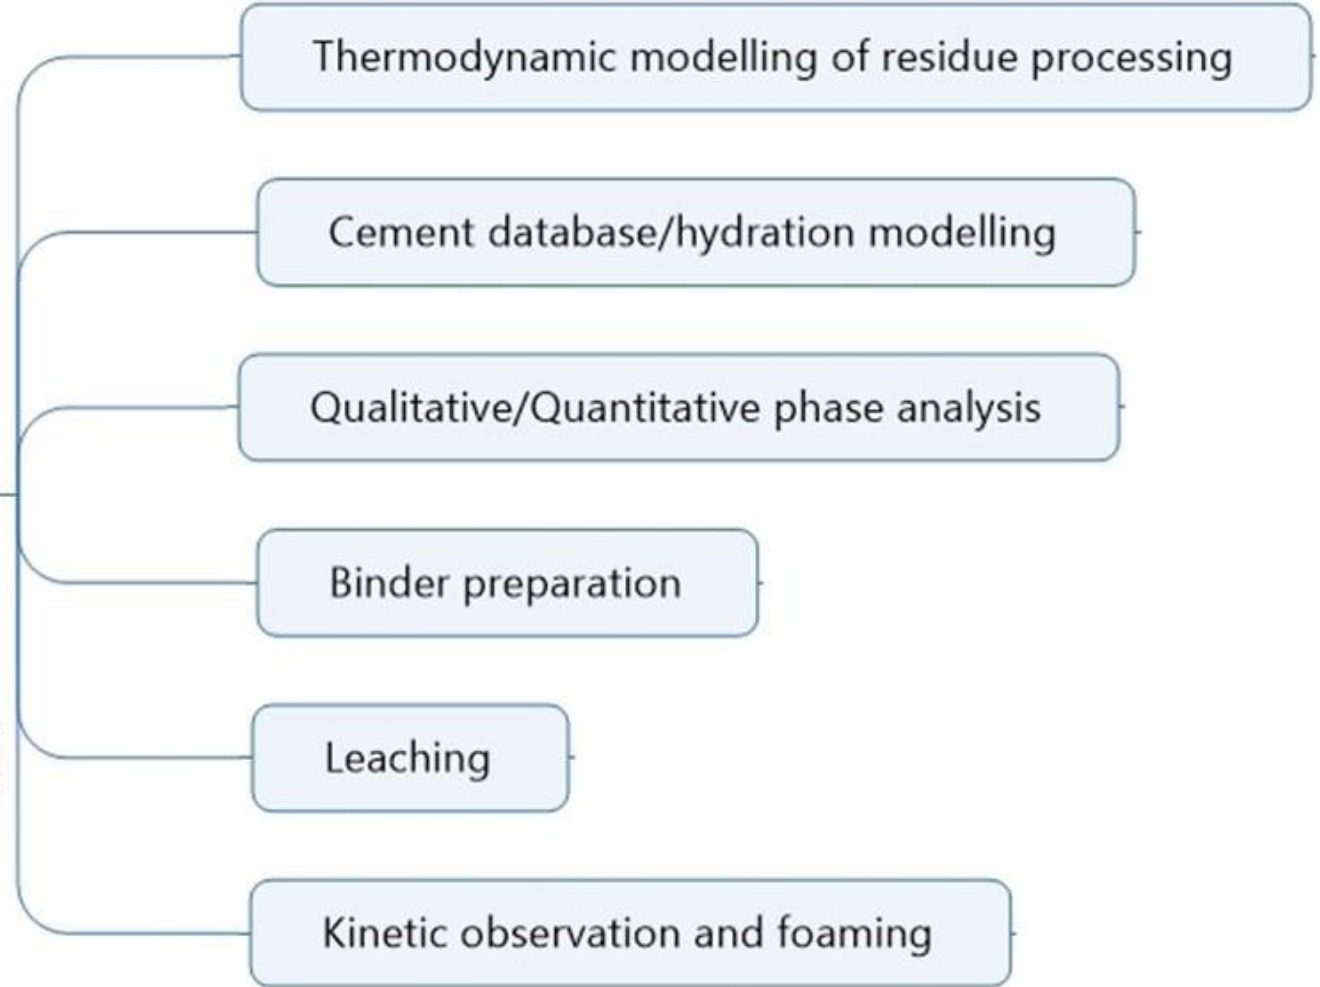 Thermodynamic modelling of residue processing
Cement database/hydration modelling
Qualitative/Quantitative phase analysis
Binder preparation
Leaching
Kinetic observation and foaming